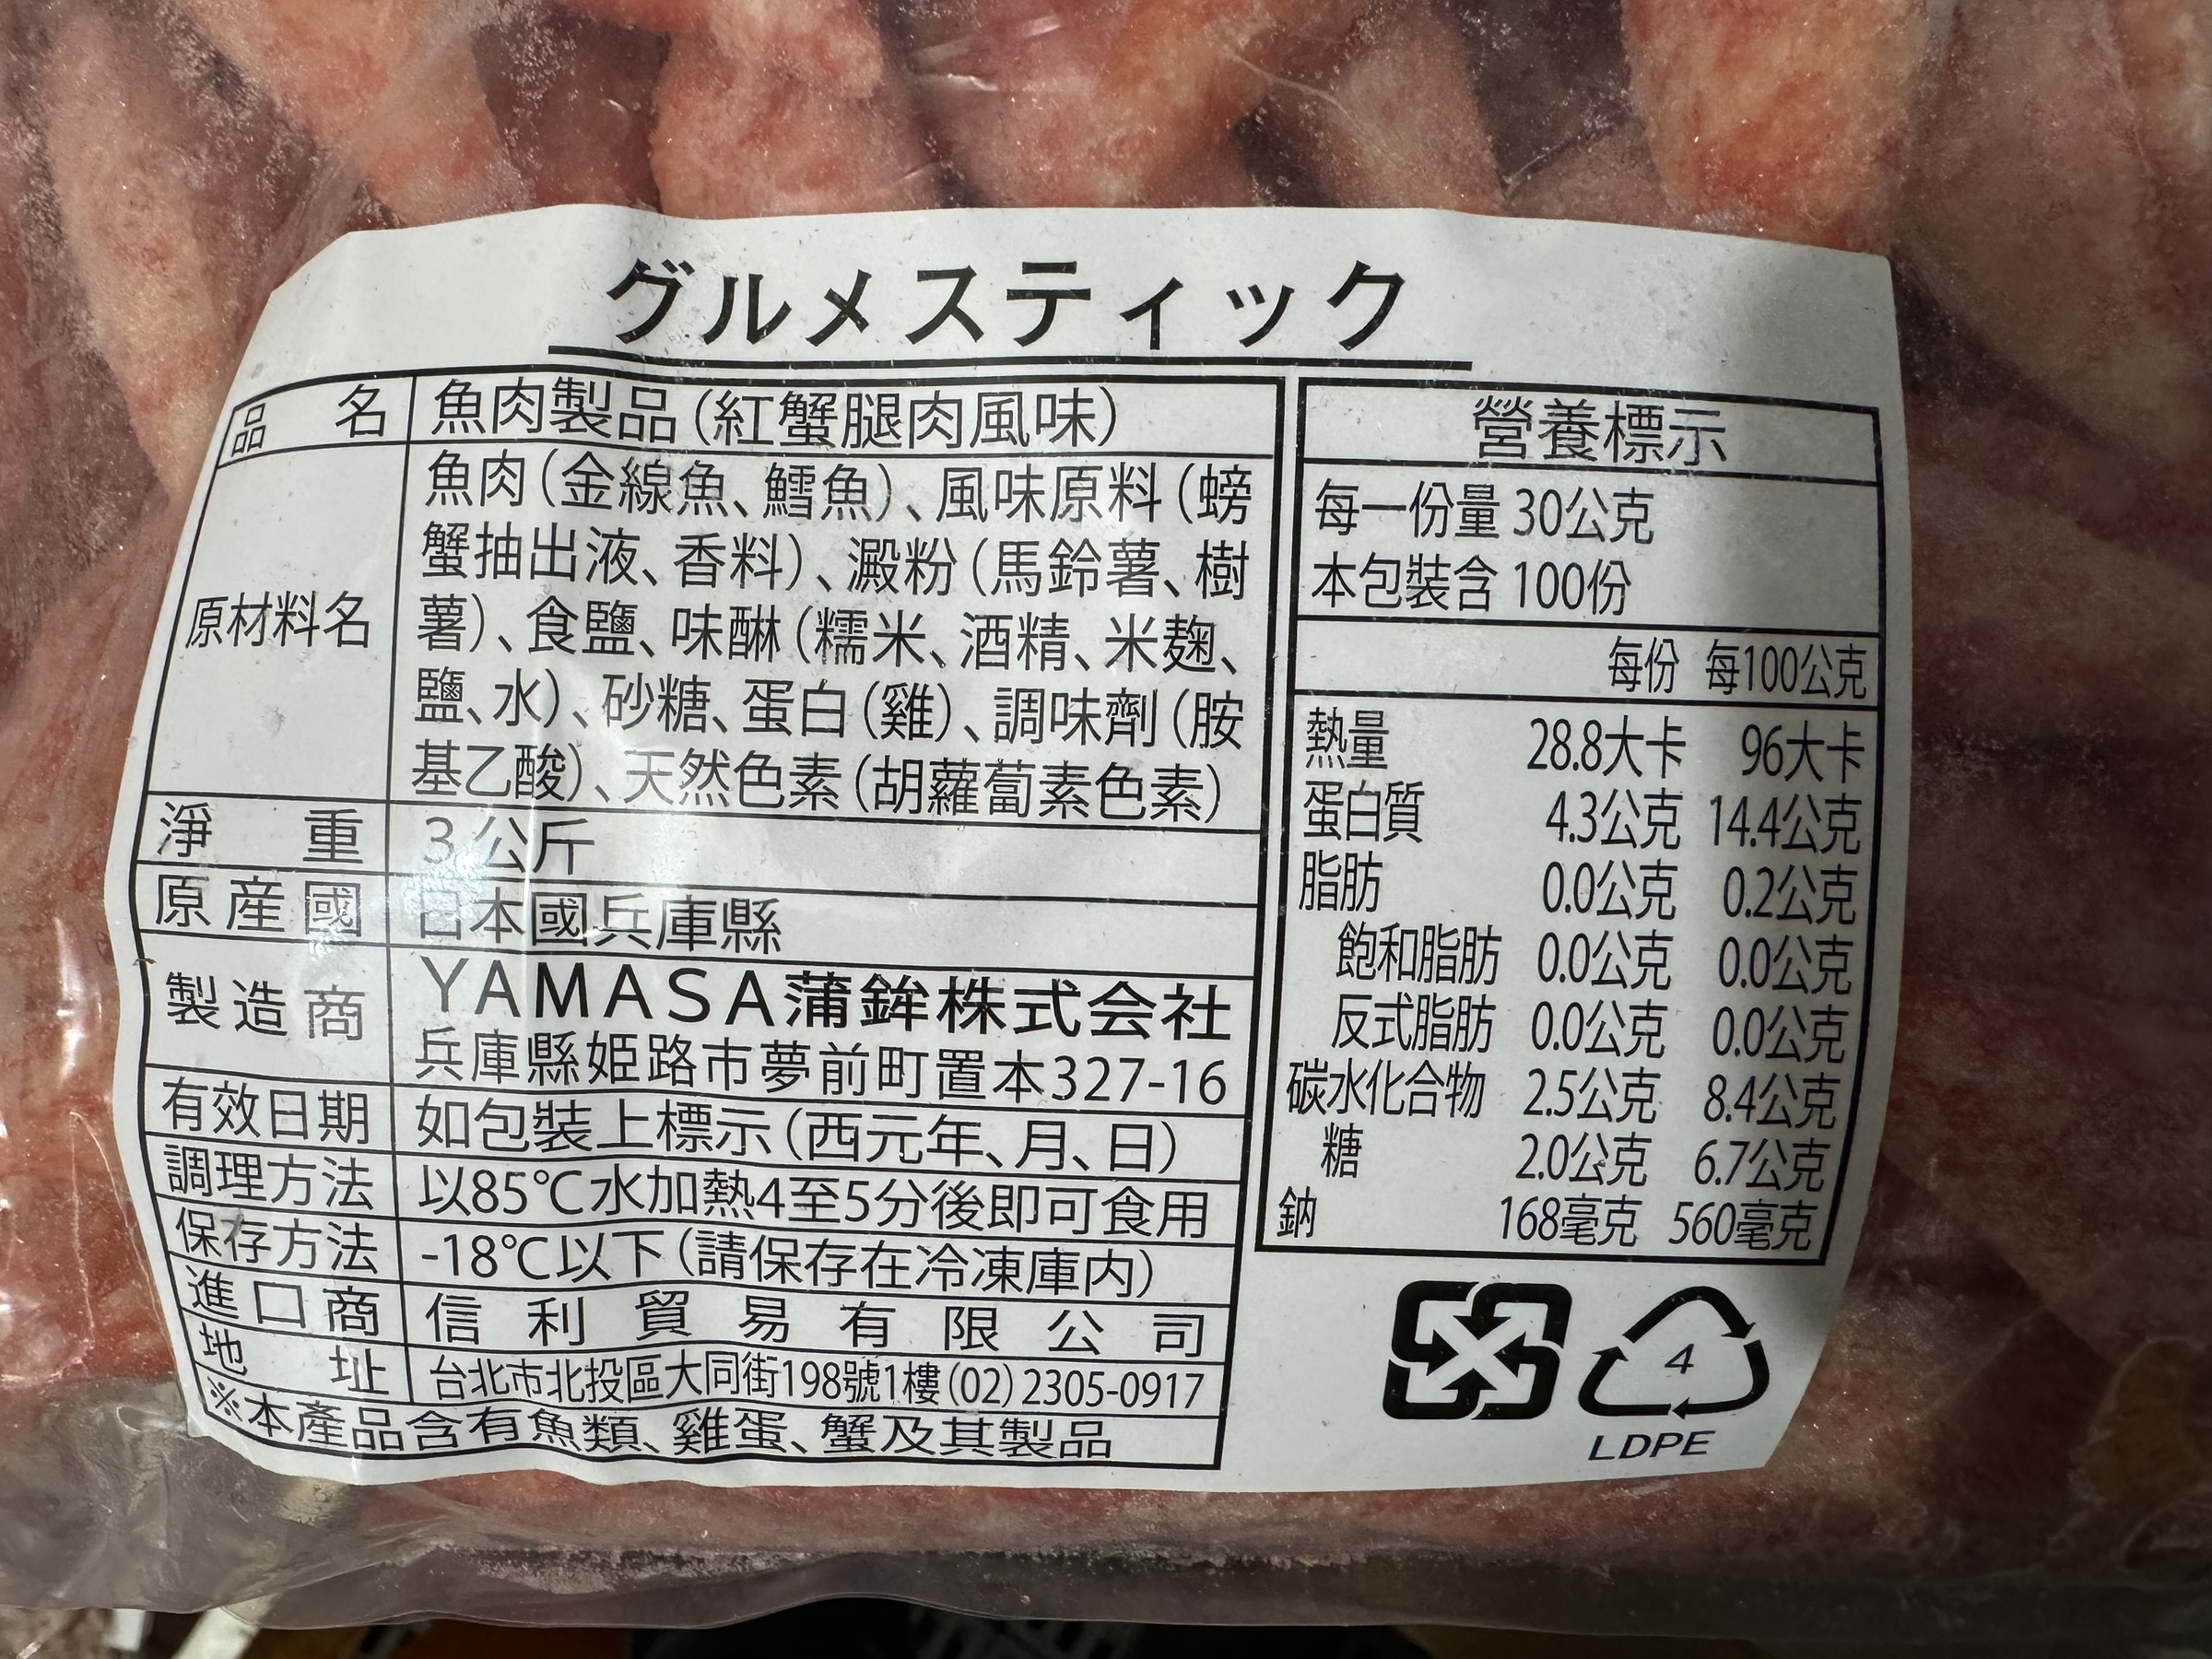 グルメスティック
品名 魚肉製品(紅蟹腿肉風味)
原材料名 魚肉(金線魚、鱈魚)、風味原料(螃
蟹抽出液、香料)、澱粉(馬鈴薯、樹
薯)、食鹽、味醂(糯米、酒精、米麹、
鹽、水)、砂糖、蛋白(雞)、調味劑(胺
基乙酸)、天然色素(胡蘿蔔素色素)
淨重 3公斤
原産國 日本國兵庫縣
製造商 YAMASA蒲鉾株式会社
兵庫縣姫路市夢前町置本327-16
有效日期 如包裝上標示(西元年、月、日)
調理方法 以85℃水加熱4至5分後即可食用
保存方法 -18℃以下(請保存在冷凍庫內)
進口商 信利貿易有限公司
地址 台北市北投區大同街198號1樓(02)2305-0917
※本產品含有魚類、雞蛋、蟹及其製品
營養標示
每一份量 30公克
本包裝含 100份
每份 每100公克
熱量 28.8大卡 96大卡
蛋白質 4.3公克 14.4公克
脂肪 0.0公克 0.2公克
飽和脂肪 0.0公克 0.0公克
反式脂肪 0.0公克 0.0公克
碳水化合物 2.5公克 8.4公克
糖 2.0公克 6.7公克
鈉 168毫克 560毫克
4
LDPE